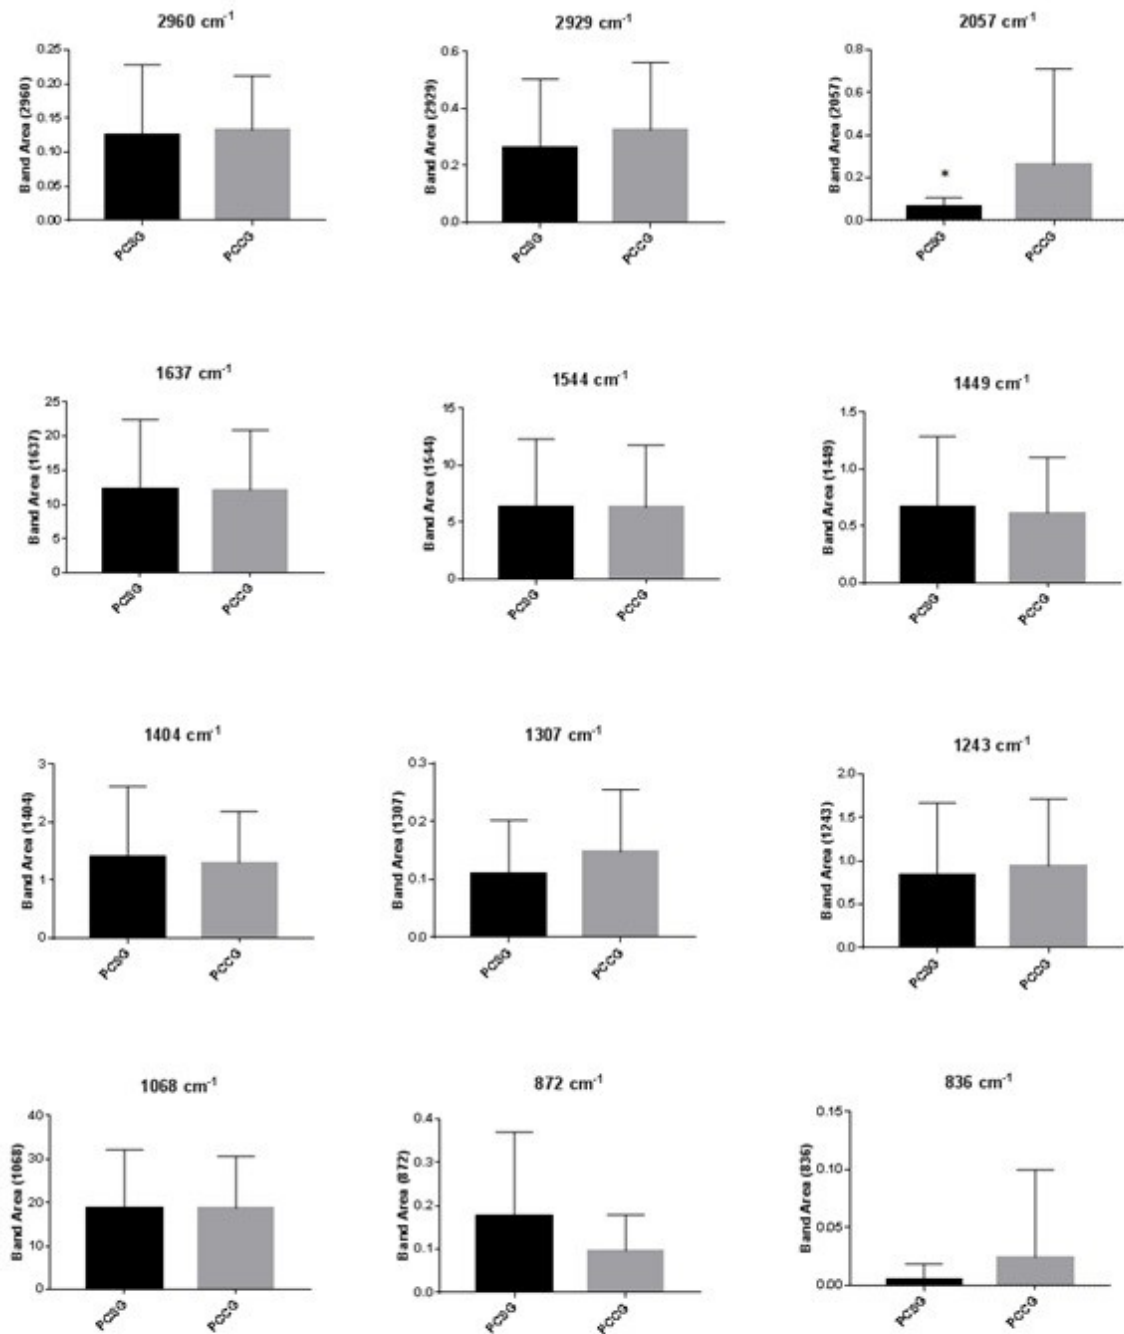 2960 cm-1
Band Area (2960)
0.25
0.20
0.15
0.10
0.05
0.00
PCSG
PCCG
2929 cm-1
Band Area (2929)
0.6
0.4
0.2
0.0
PCSG
PCCG
2057 cm-1
Band Area (2057)
0.8
0.6
0.4
0.2
0.0
*
PCSG
PCCG
1637 cm-1
Band Area (1637)
25
20
15
10
5
0
PCSG
PCCG
1544 cm-1
Band Area (1544)
15
10
5
0
PCSG
PCCG
1449 cm-1
Band Area (1449)
1.5
1.0
0.5
0.0
PCSG
PCCG
1404 cm-1
Band Area (1404)
3
2
1
0
PCSG
PCCG
1307 cm-1
Band Area (1307)
0.3
0.2
0.1
0.0
PCSG
PCCG
1243 cm-1
Band Area (1243)
2.0
1.5
1.0
0.5
0.0
PCSG
PCCG
1068 cm-1
Band Area (1068)
40
30
20
10
0
PCSG
PCCG
872 cm-1
Band Area (872)
0.4
0.3
0.2
0.1
0.0
PCSG
PCCG
836 cm-1
Band Area (836)
0.15
0.10
0.05
0.00
PCSG
PCCG